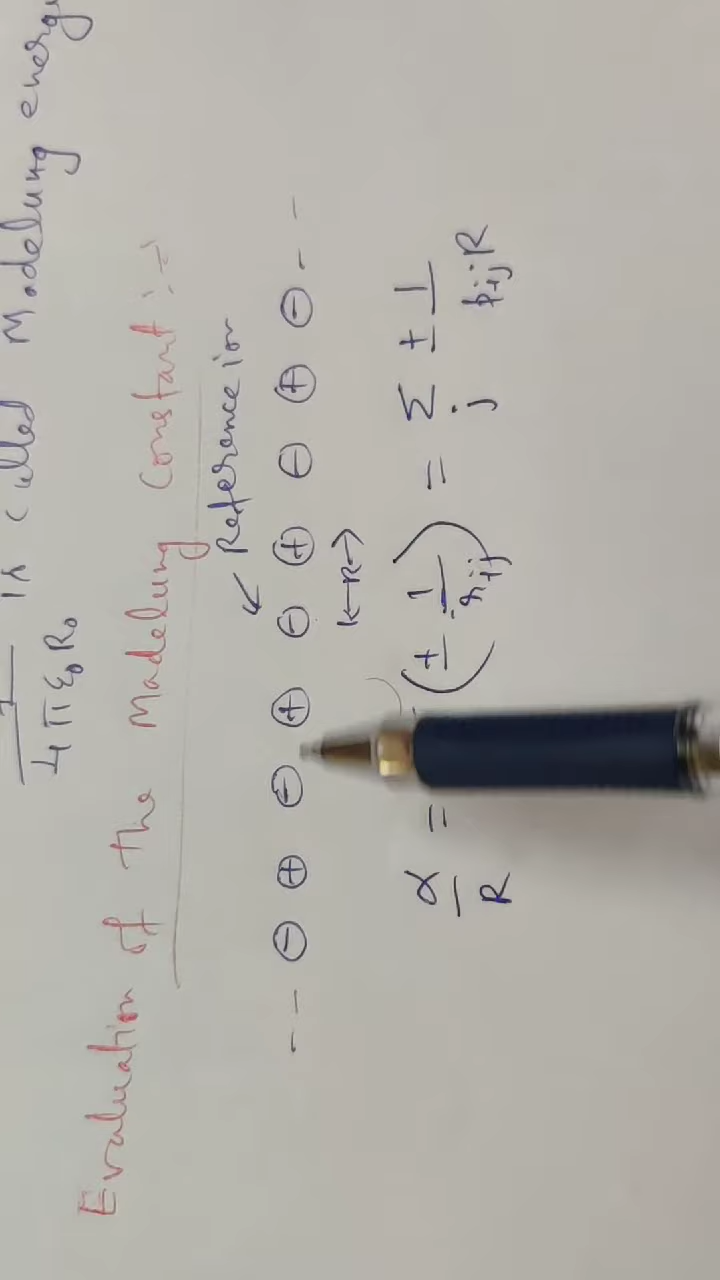 is called Madelung energy
4πε₀R₀
Evaluation of the Madelung Constant :→
↙ Reference ion
-- ⊖ ⊕ ⊖ ⊕ ⊖ ⊕ ⊖ ⊕ ⊖ --
|←R→|
α/R = (± 1/rij) = Σj ± 1/pijR